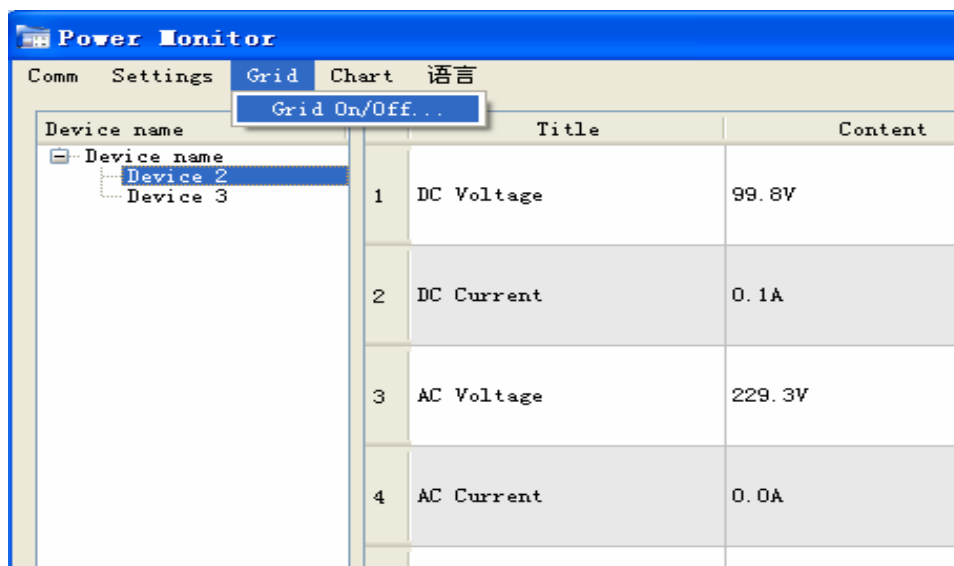 Power Monitor
Comm Settings Grid Chart 语言
Grid On/Off...
Device name Title Content
Device name
Device 2
Device 3
1 DC Voltage 99.8V
2 DC Current 0.1A
3 AC Voltage 229.3V
4 AC Current 0.0A